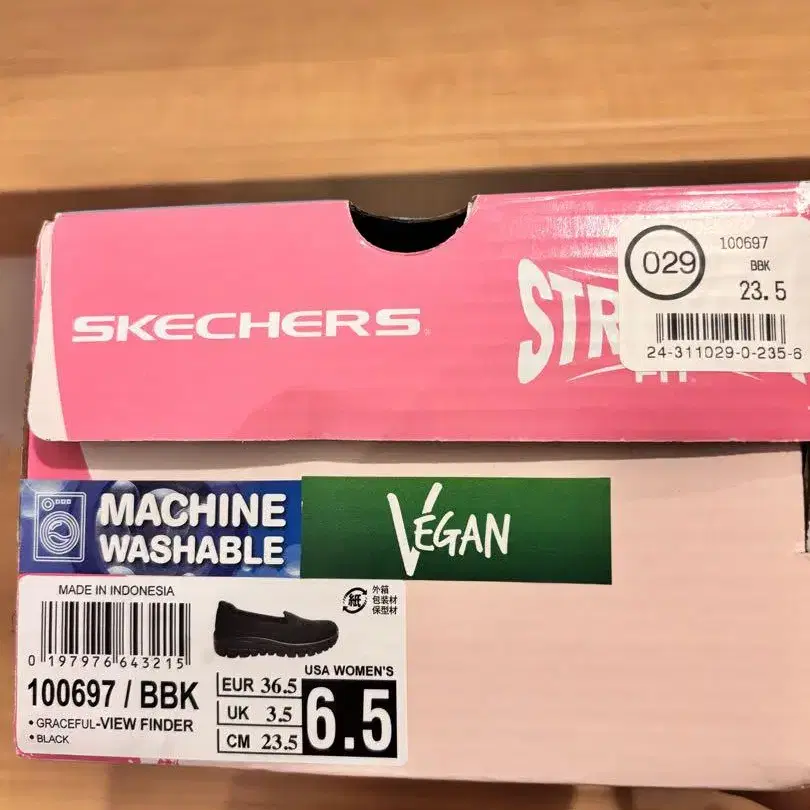 SKECHERS
STR
FIT
029
100697
BBK
23.5
24-311029-0-235-6
MACHINE
WASHABLE
VEGAN
MADE IN INDONESIA
0 197976 643215
紙
外箱
包装材
保型材
100697 / BBK
• GRACEFUL-VIEW FINDER
• BLACK
USA WOMEN'S
EUR 36.5
UK 3.5
CM 23.5
6.5